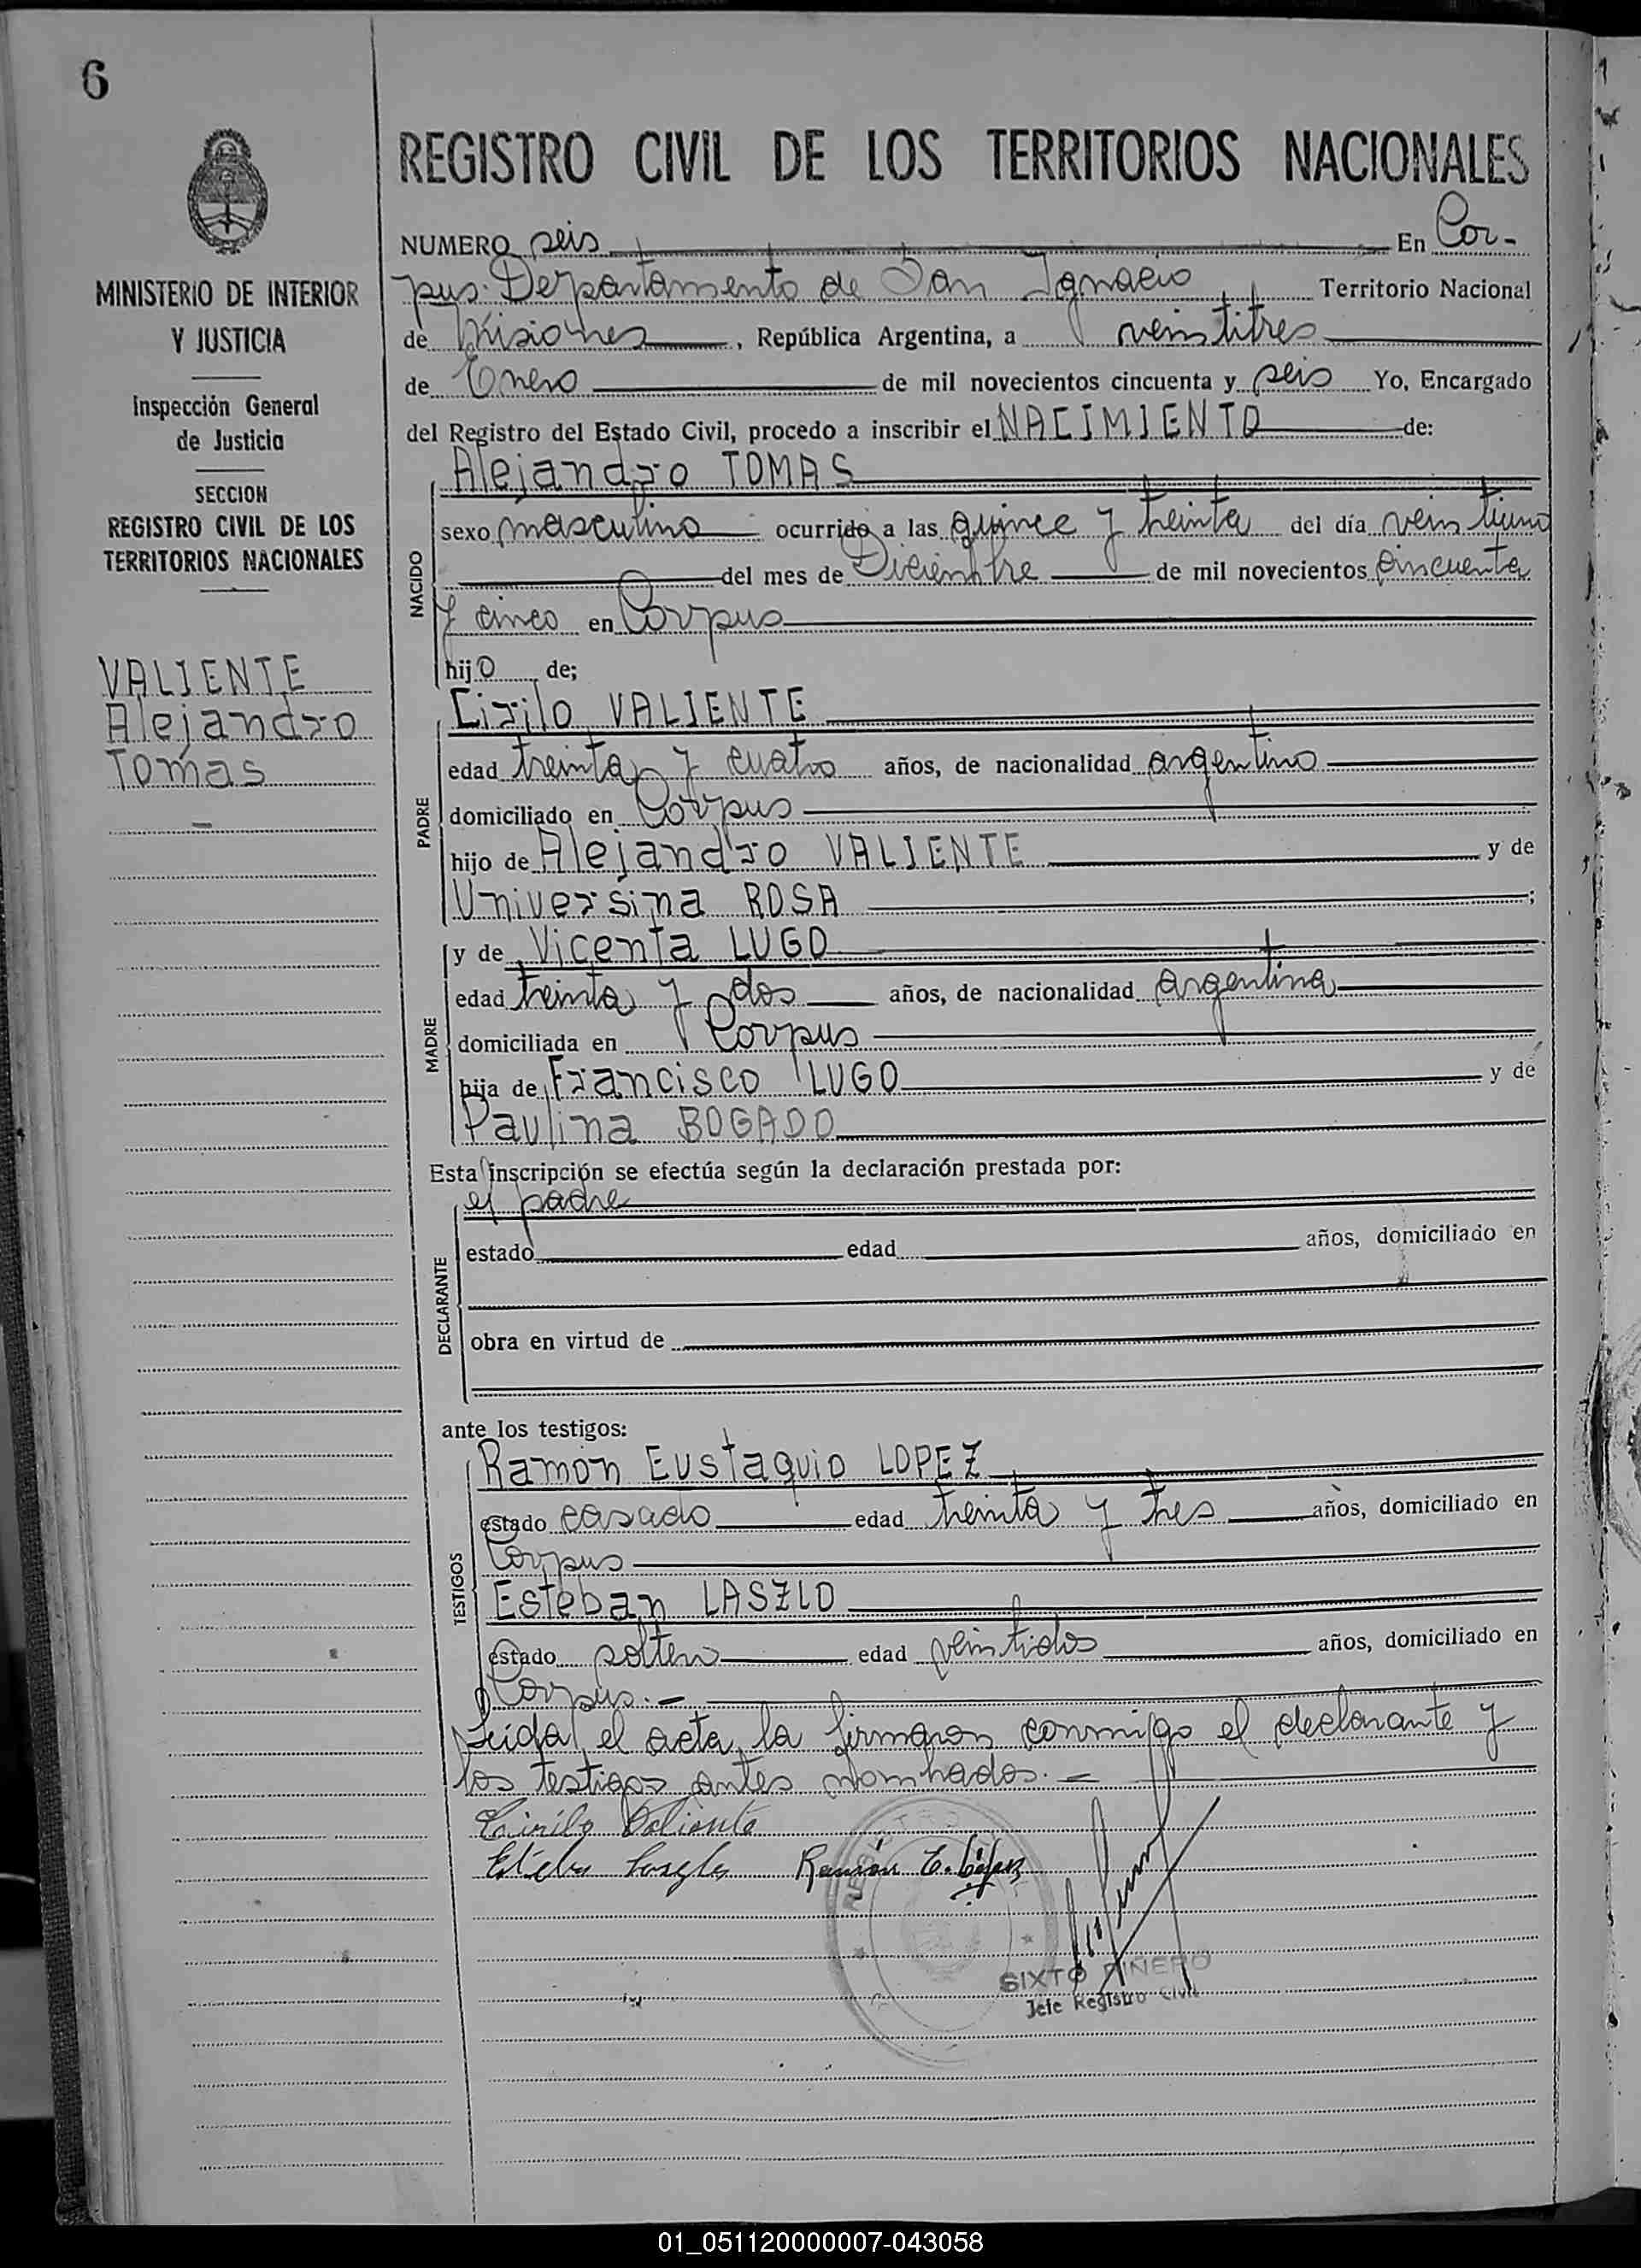 6
MINISTERIO DE INTERIOR
Y JUSTICIA
Inspección General
de Justicia
SECCION
REGISTRO CIVIL DE LOS
TERRITORIOS NACIONALES
VALIENTE
Alejandro
Tomas
REGISTRO CIVIL DE LOS TERRITORIOS NACIONALES
NUMERO seis En Cor-
pus. Departamento de San Ignacio Territorio Nacional
de Misiones, República Argentina, a veintitres
de Enero de mil novecientos cincuenta y seis Yo, Encargado
del Registro del Estado Civil, procedo a inscribir el NACIMIENTO de:
Alejandro TOMAS
NACIDO
sexo masculino ocurrido a las quince y treinta del día veintiuno
del mes de Diciembre de mil novecientos cincuenta
y cinco en Corpus
hijo de;
PADRE
Cirilo VALIENTE
edad treinta y cuatro años, de nacionalidad argentino
domiciliado en Corpus
hijo de Alejandro VALIENTE y de
Universina ROSA ;
MADRE
y de Vicenta LUGO
edad treinta y dos años, de nacionalidad argentina
domiciliada en Corpus
hija de Francisco LUGO y de
Paulina BOGADO
Esta inscripción se efectúa según la declaración prestada por:
DECLARANTE
el padre
estado edad años, domiciliado en
obra en virtud de
ante los testigos:
TESTIGOS
Ramon Eustaquio LOPEZ
estado casado edad treinta y tres años, domiciliado en
Corpus
Esteban LASZLO
estado soltero edad veintidos años, domiciliado en
Corpus.-
Leida el acta, la firmaron conmigo el declarante y
los testigos antes nombrados.-
Cirilo Valiente
Ramón E. López
SIXTO PIÑERO
Jefe Registro Civil
01_051120000007-043058